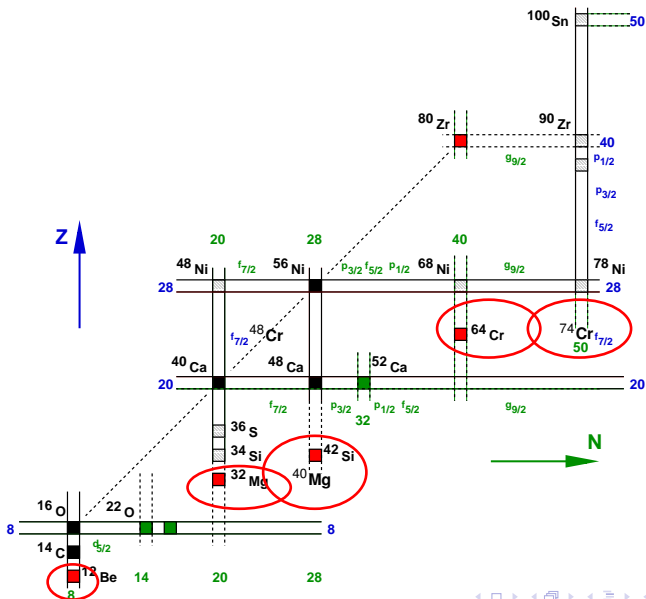 100Sn
50
80Zr
90Zr
40
g9/2
p1/2
p3/2
f5/2
Z
20
28
40
48Ni
f7/2
56Ni
p3/2 f5/2 p1/2
68Ni
g9/2
78Ni
28
28
f7/2
48Cr
64Cr
74Cr
f7/2
50
40Ca
48Ca
52Ca
20
20
f7/2
p3/2
p1/2
f5/2
g9/2
32
36S
34Si
42Si
32Mg
40Mg
N
16O
22O
8
8
14C
d5/2
12Be
8
14
20
28